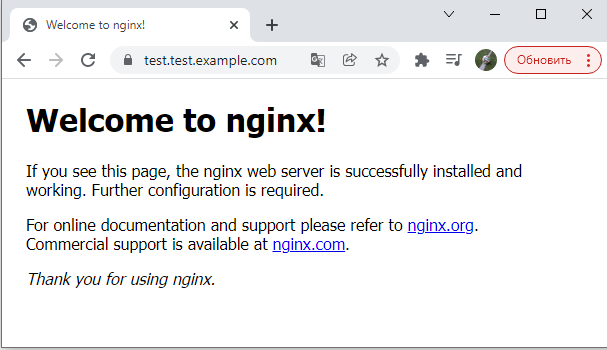 Welcome to nginx!
test.test.example.com
Обновить
Welcome to nginx!
If you see this page, the nginx web server is successfully installed and
working. Further configuration is required.
For online documentation and support please refer to nginx.org.
Commercial support is available at nginx.com.
Thank you for using nginx.